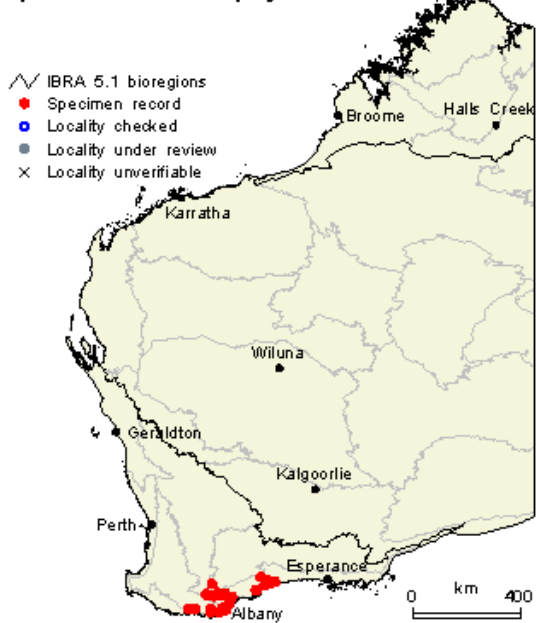 IBRA 5.1 bioregions
Specimen record
Locality checked
Locality under review
Locality unverifiable
Broome
Halls Creek
Karratha
Wiluna
Geraldton
Kalgoorlie
Perth
Esperance
Albany
km
0 400